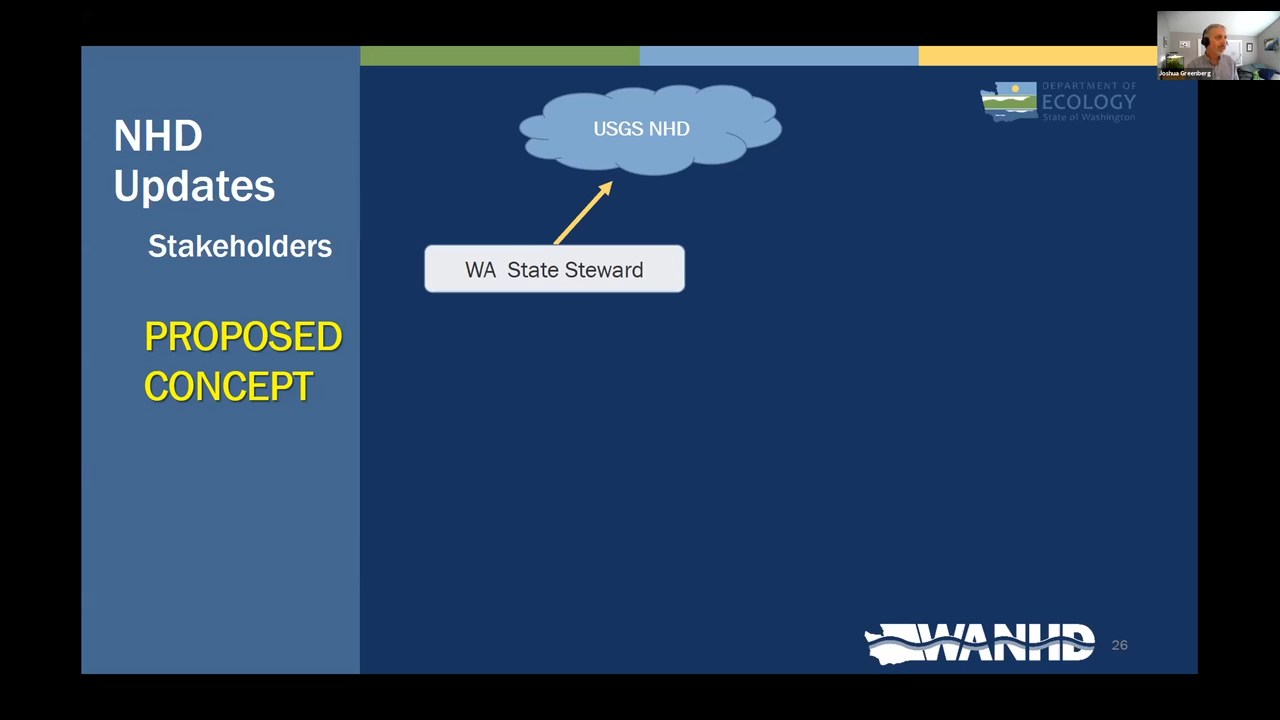 NHD
Updates
Stakeholders
PROPOSED
CONCEPT
USGS NHD
WA  State Steward
DEPARTMENT OF
ECOLOGY
State of Washington
Joshua Greenberg
WANHD
26